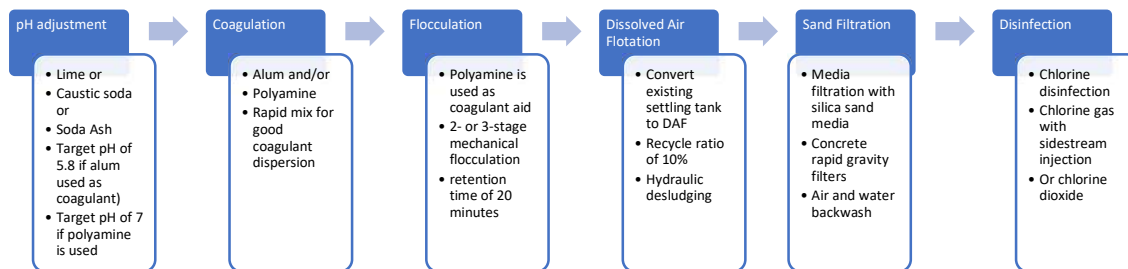 pH adjustment
• Lime or
• Caustic soda
or
• Soda Ash
• Target pH of
5.8 if alum
used as
coagulant)
• Target pH of 7
if polyamine
is used
Coagulation
• Alum and/or
• Polyamine
• Rapid mix for
good
coagulant
dispersion
Flocculation
• Polyamine is
used as
coagulant aid
• 2- or 3-stage
mechanical
flocculation
• retention
time of 20
minutes
Dissolved Air
Flotation
• Convert
existing
settling tank
to DAF
• Recycle ratio
of 10%
• Hydraulic
desludging
Sand Filtration
• Media
filtration with
silica sand
media
• Concrete
rapid gravity
filters
• Air and water
backwash
Disinfection
• Chlorine
disinfection
• Chlorine gas
with
sidestream
injection
• Or chlorine
dioxide